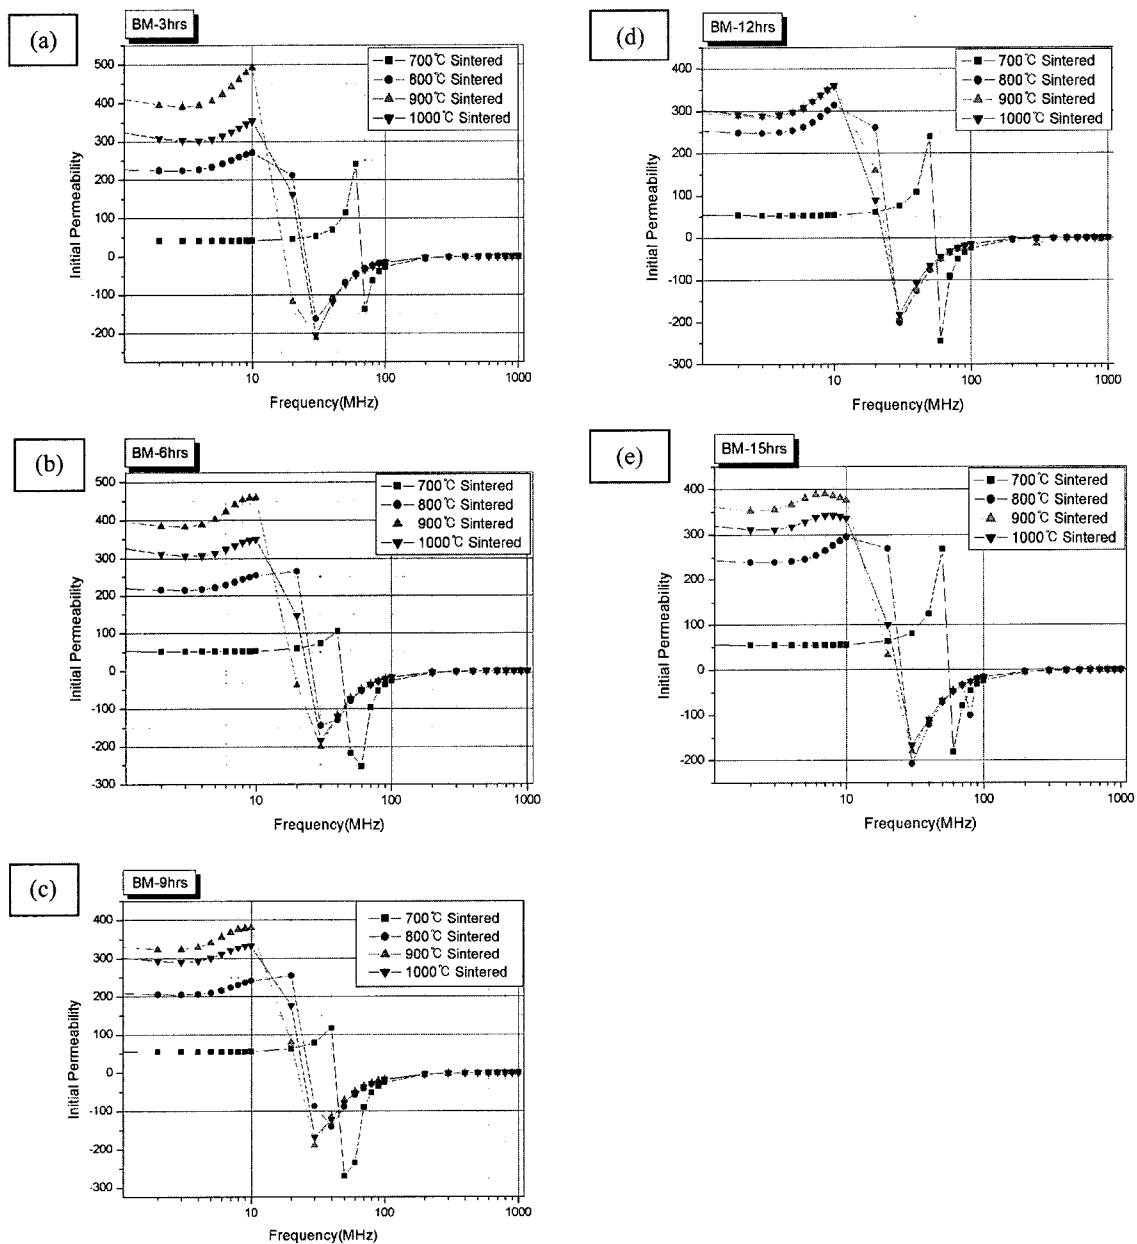 (a)
BM-3hrs
700℃ Sintered
800℃ Sintered
900℃ Sintered
1000℃ Sintered
500
400
300
200
100
0
-100
-200
Initial Permeability
10
100
1000
Frequency(MHz)
(b)
BM-6hrs
700℃ Sintered
800℃ Sintered
900℃ Sintered
1000℃ Sintered
500
400
300
200
100
0
-100
-200
-300
Initial Permeability
10
100
1000
Frequency(MHz)
(c)
BM-9hrs
700℃ Sintered
800℃ Sintered
900℃ Sintered
1000℃ Sintered
400
300
200
100
0
-100
-200
-300
Initial Permeability
10
100
1000
Frequency(MHz)
(d)
BM-12hrs
700℃ Sintered
800℃ Sintered
900℃ Sintered
1000℃ Sintered
400
300
200
100
0
-100
-200
-300
Initial Permeability
10
100
1000
Frequency(MHz)
(e)
BM-15hrs
700℃ Sintered
800℃ Sintered
900℃ Sintered
1000℃ Sintered
400
300
200
100
0
-100
-200
Initial Permeability
10
100
1000
Frequency(MHz)